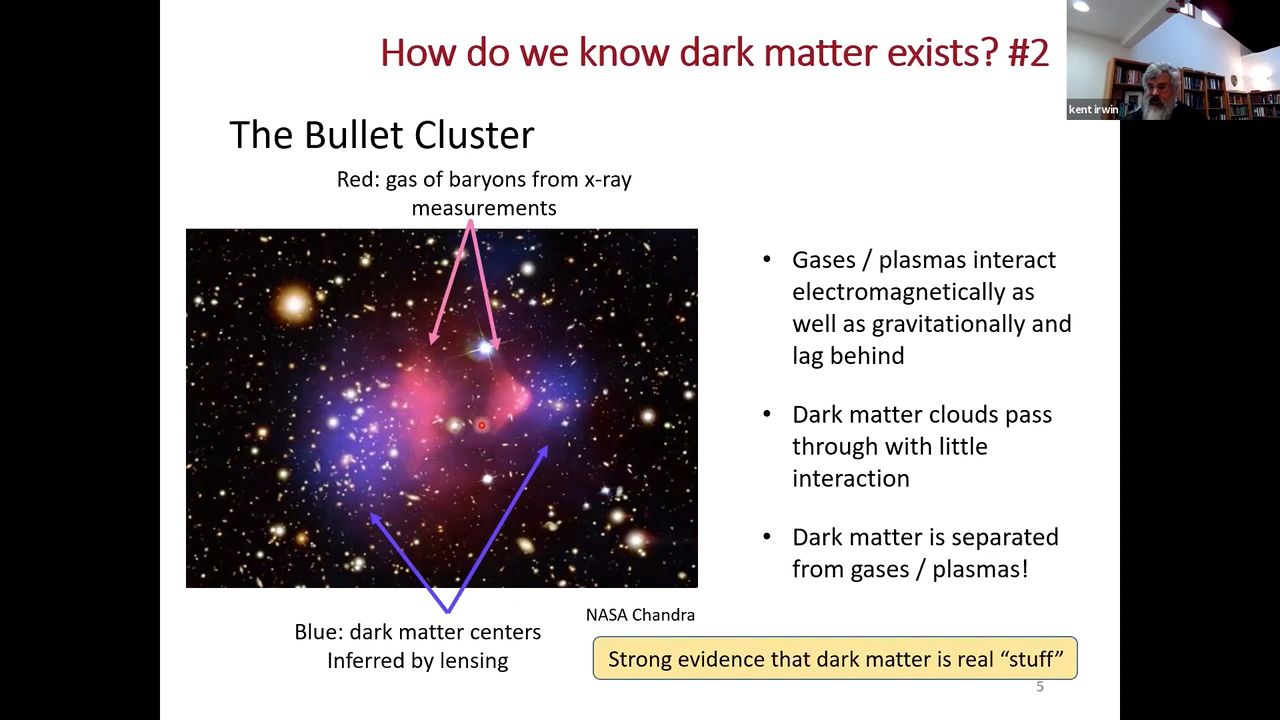 How do we know dark matter exists? #2
kent irwin
The Bullet Cluster
Red: gas of baryons from x-ray
measurements
• Gases / plasmas interact
electromagnetically as
well as gravitationally and
lag behind
• Dark matter clouds pass
through with little
interaction
• Dark matter is separated
from gases / plasmas!
NASA Chandra
Blue: dark matter centers
Inferred by lensing
Strong evidence that dark matter is real “stuff”
5